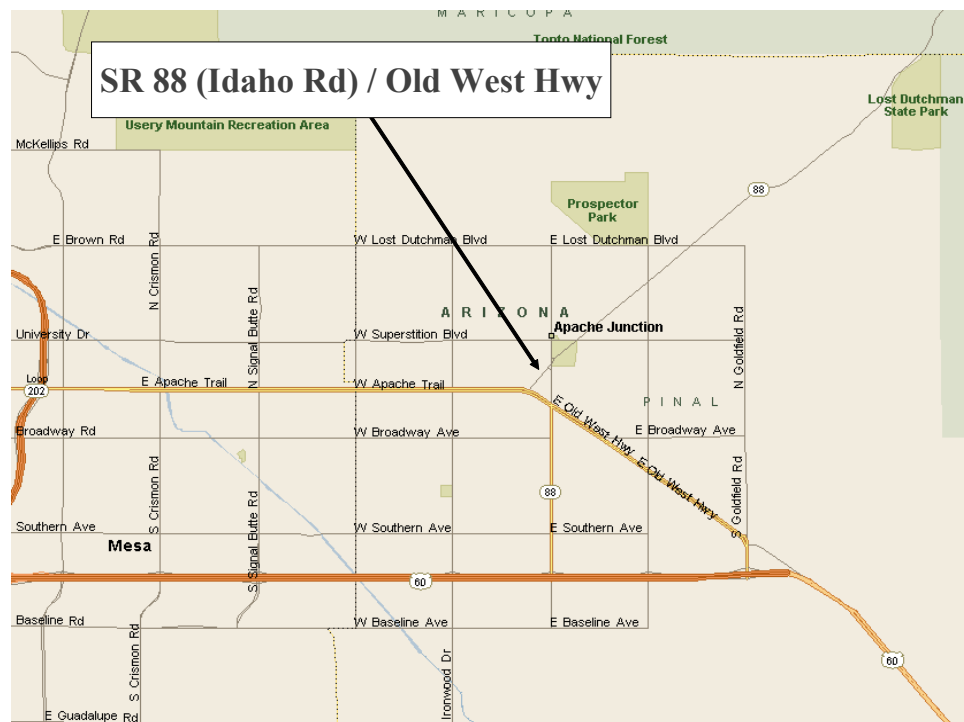 MARICOPA
Tonto National Forest
SR 88 (Idaho Rd) / Old West Hwy
Lost Dutchman
State Park
Usery Mountain Recreation Area
McKellips Rd
88
Prospector
Park
E Brown Rd
W Lost Dutchman Blvd
E Lost Dutchman Blvd
N Crismon Rd
N Signal Butte Rd
ARIZONA
N Goldfield Rd
University Dr
W Superstition Blvd
Apache Junction
Loop
202
E Apache Trail
W Apache Trail
PINAL
E Old West Hwy
E Old West Hwy
Broadway Rd
W Broadway Ave
E Broadway Ave
S Crismon Rd
S Signal Butte Rd
88
S Goldfield Rd
Southern Ave
W Southern Ave
E Southern Ave
Mesa
60
Baseline Rd
W Baseline Ave
E Baseline Ave
S Crismon Rd
Ironwood Dr
60
E Guadalupe Rd